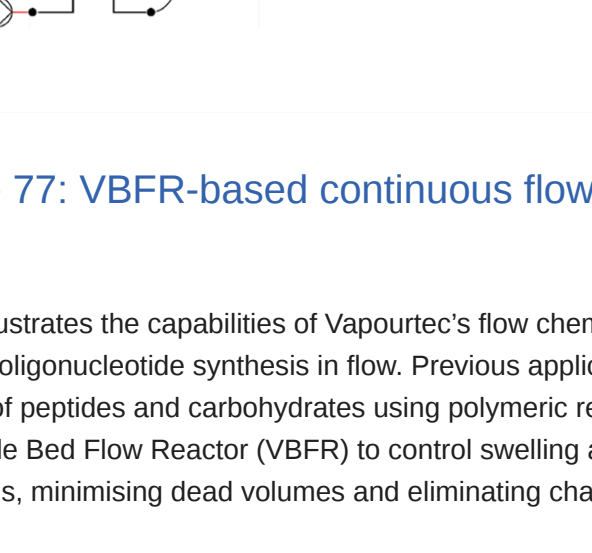 77: VBFR-based continuous flow
ustrates the capabilities of Vapourtec’s flow chem
oligonucleotide synthesis in flow. Previous applic
of peptides and carbohydrates using polymeric re
le Bed Flow Reactor (VBFR) to control swelling a
s, minimising dead volumes and eliminating cha